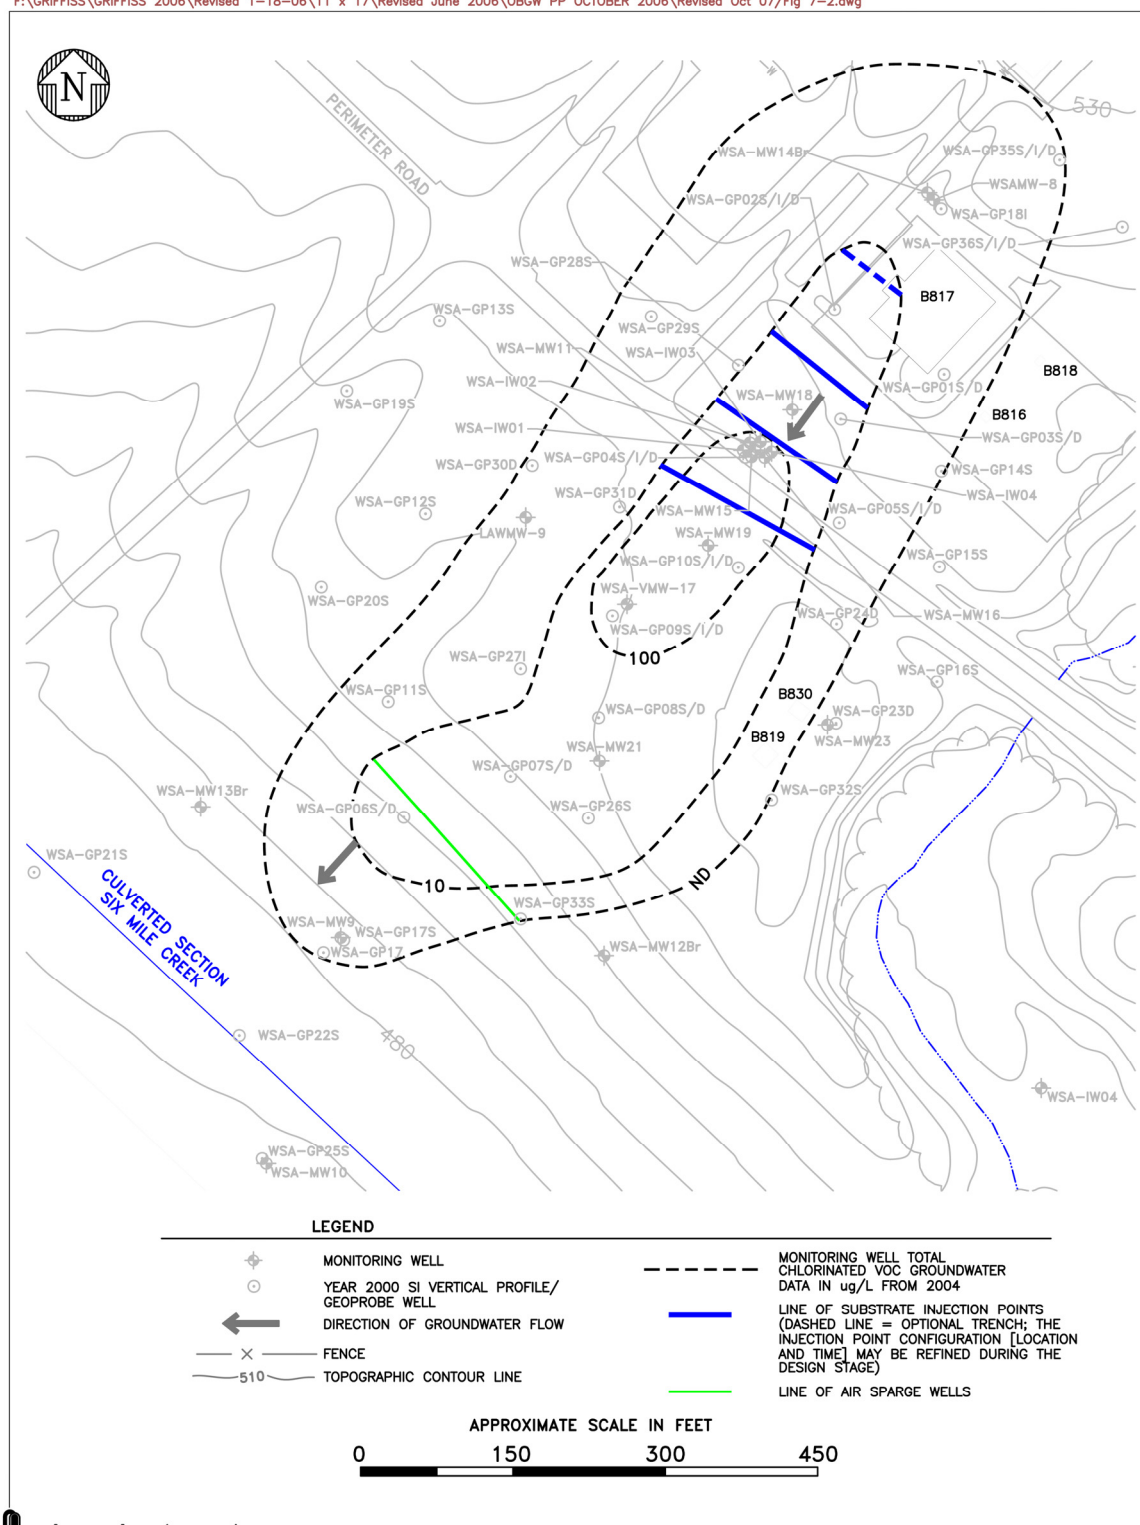 F:\GRIFFISS\GRIFFISS 2006\Revised 1-18-06\11 x 17\Revised June 2006\OBGW PP OCTOBER 2006\Revised Oct 07/Fig 7-2.dwg
N
530
PERIMETER ROAD
WSA-MW14Br
WSA-GP35S/I/D
WSAMW-8
WSA-GP02S/I/D
WSA-GP18I
WSA-GP36S/I/D
WSA-GP28S
B817
WSA-GP13S
WSA-GP29S
WSA-MW11
WSA-IW03
B818
WSA-IW02
WSA-GP01S/D
WSA-MW18
WSA-GP19S
B816
WSA-IW01
WSA-GP03S/D
WSA-GP30D
WSA-GP04S/I/D
WSA-GP14S
WSA-GP31D
WSA-IW04
WSA-GP12S
WSA-MW15
WSA-GP05S/I/D
LAWMW-9
WSA-MW19
WSA-GP10S/I/D
WSA-GP15S
WSA-VMW-17
WSA-GP20S
WSA-GP24D
WSA-MW16
WSA-GP09S/I/D
WSA-GP27I
100
WSA-GP16S
WSA-GP11S
B830
WSA-GP08S/D
WSA-GP23D
B819
WSA-MW23
WSA-MW21
WSA-GP07S/D
WSA-MW13Br
WSA-GP32S
WSA-GP06S/D
WSA-GP26S
WSA-GP21S
10
ND
CULVERTED SECTION
SIX MILE CREEK
WSA-GP33S
WSA-MW9
WSA-GP17S
WSA-GP17
WSA-MW12Br
WSA-GP22S
480
WSA-IW04
WSA-GP25S
WSA-MW10
LEGEND
MONITORING WELL
YEAR 2000 SI VERTICAL PROFILE/
GEOPROBE WELL
DIRECTION OF GROUNDWATER FLOW
FENCE
510
TOPOGRAPHIC CONTOUR LINE
MONITORING WELL TOTAL
CHLORINATED VOC GROUNDWATER
DATA IN ug/L FROM 2004
LINE OF SUBSTRATE INJECTION POINTS
(DASHED LINE = OPTIONAL TRENCH; THE
INJECTION POINT CONFIGURATION [LOCATION
AND TIME] MAY BE REFINED DURING THE
DESIGN STAGE)
LINE OF AIR SPARGE WELLS
APPROXIMATE SCALE IN FEET
0 150 300 450